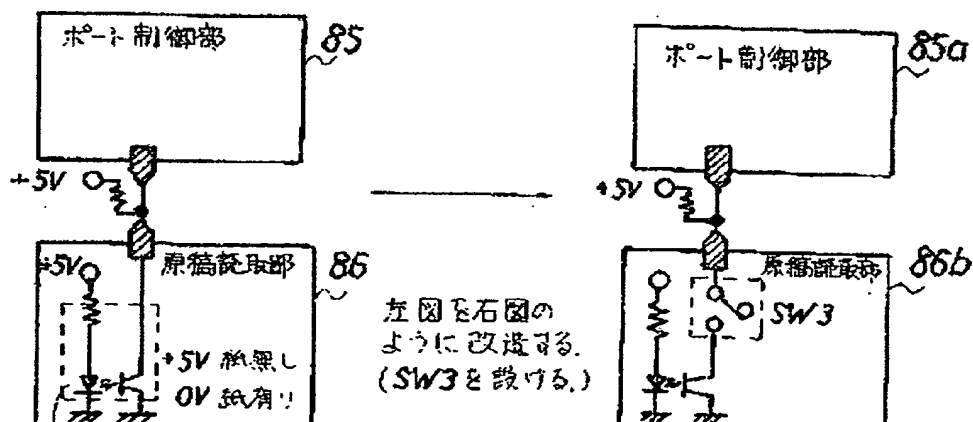 ポート制御部
85
+5V
+5V
原稿読取部
86
+5V 紙無し
0V 紙有り
左図を右図の
ように改造する.
(SW3を設ける.)
ポート制御部
85a
+5V
原稿読取部
86b
SW3